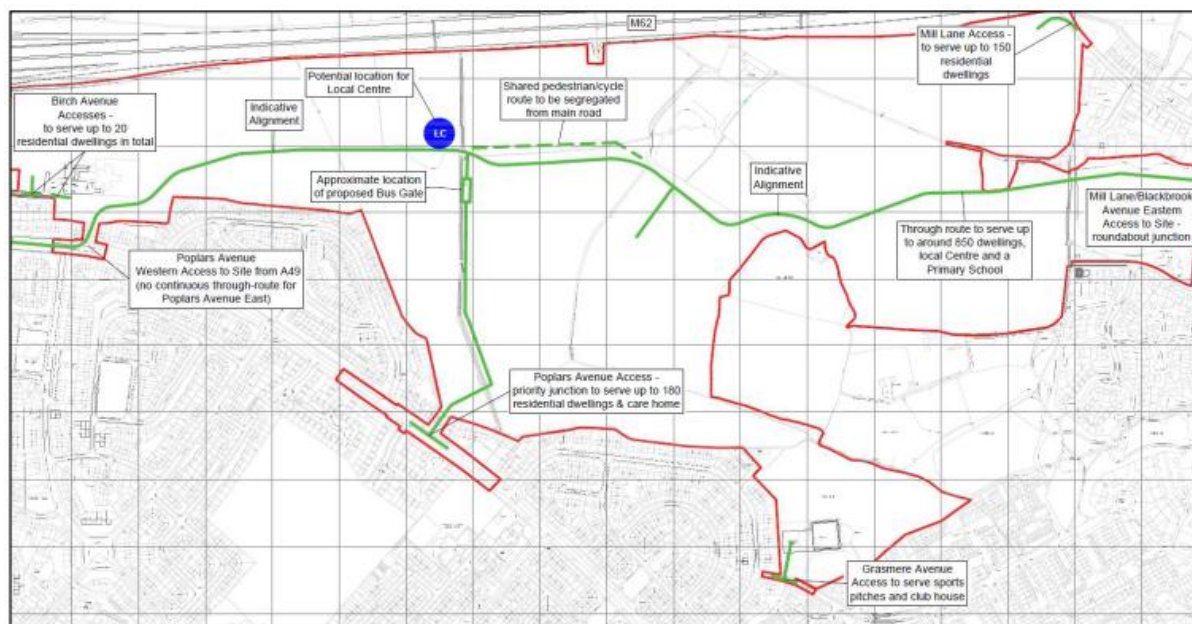 M62
Mill Lane Access -
to serve up to 150
residential
dwellings
Potential location for
Local Centre
Shared pedestrian/cycle
route to be segregated
from main road
Birch Avenue
Accesses -
to serve up to 20
residential dwellings in total
Indicative
Alignment
LC
Approximate location
of proposed Bus Gate
Indicative
Alignment
Mill Lane/Blackbrook
Avenue Eastern
Access to Site -
roundabout junction
Through route to serve up
to around 850 dwellings,
local Centre and a
Primary School
Poplars Avenue
Western Access to Site from A49
(no continuous through-route for
Poplars Avenue East)
Poplars Avenue Access -
priority junction to serve up to 180
residential dwellings & care home
Grasmere Avenue
Access to serve sports
pitches and club house